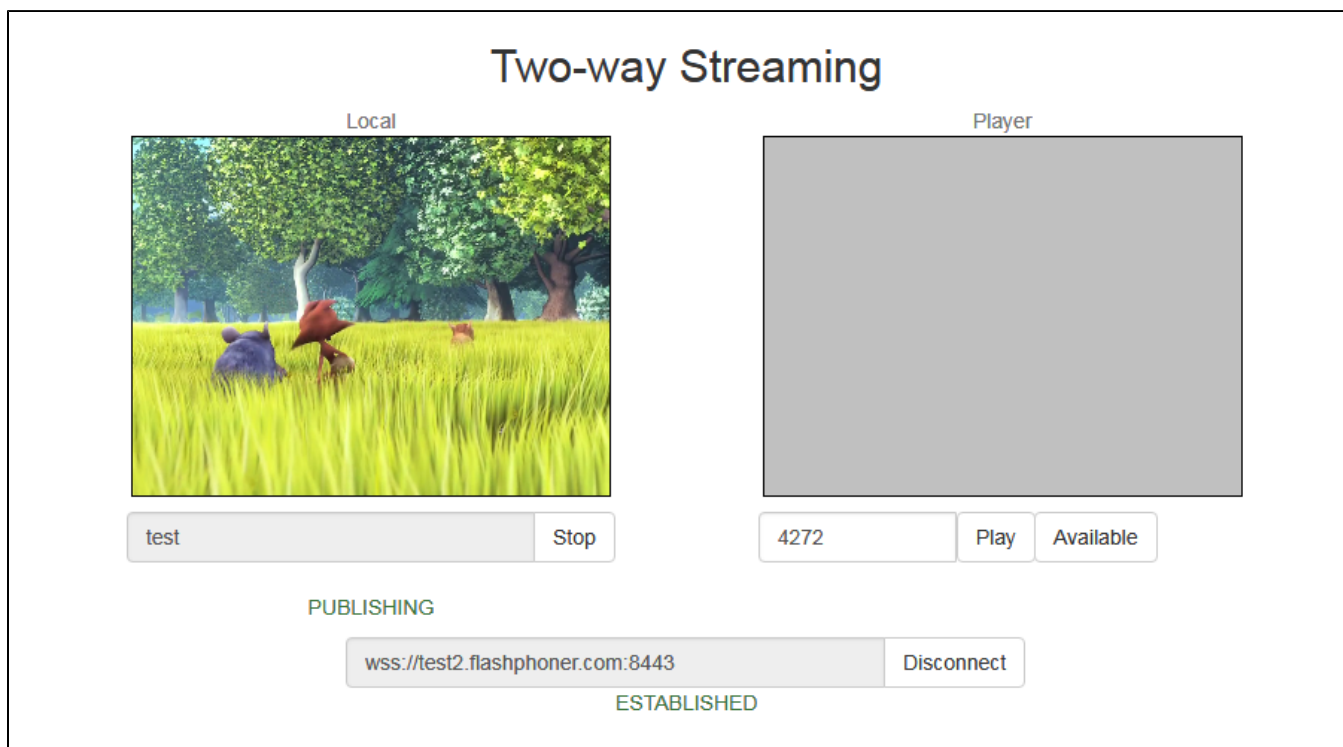 Two-way Streaming
Local
Player
test
Stop
4272
Play
Available
PUBLISHING
wss://test2.flashphoner.com:8443
Disconnect
ESTABLISHED